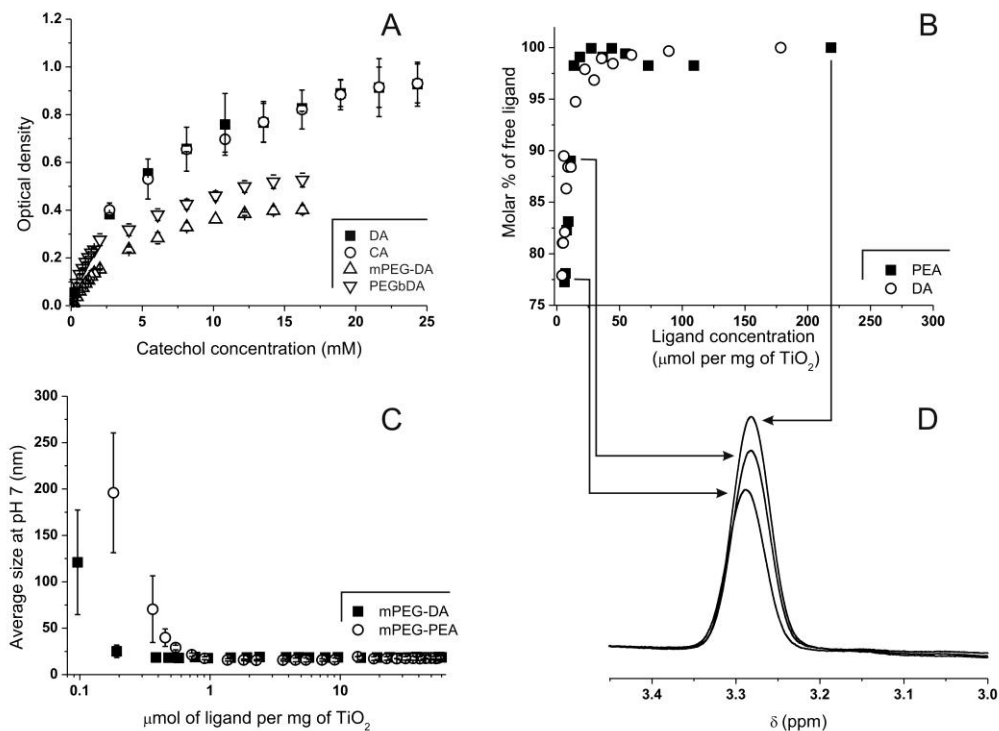 A
Optical density
1.2
1.0
0.8
0.6
0.4
0.2
0.0
0
5
10
15
20
25
Catechol concentration (mM)
DA
CA
mPEG-DA
PEGbDA
B
Molar % of free ligand
100
95
90
85
80
75
0
50
100
150
200
250
300
Ligand concentration
(μmol per mg of TiO₂)
PEA
DA
C
Average size at pH 7 (nm)
300
250
200
150
100
50
0
0.1
1
10
μmol of ligand per mg of TiO₂
mPEG-DA
mPEG-PEA
D
3.4
3.3
3.2
3.1
3.0
δ (ppm)